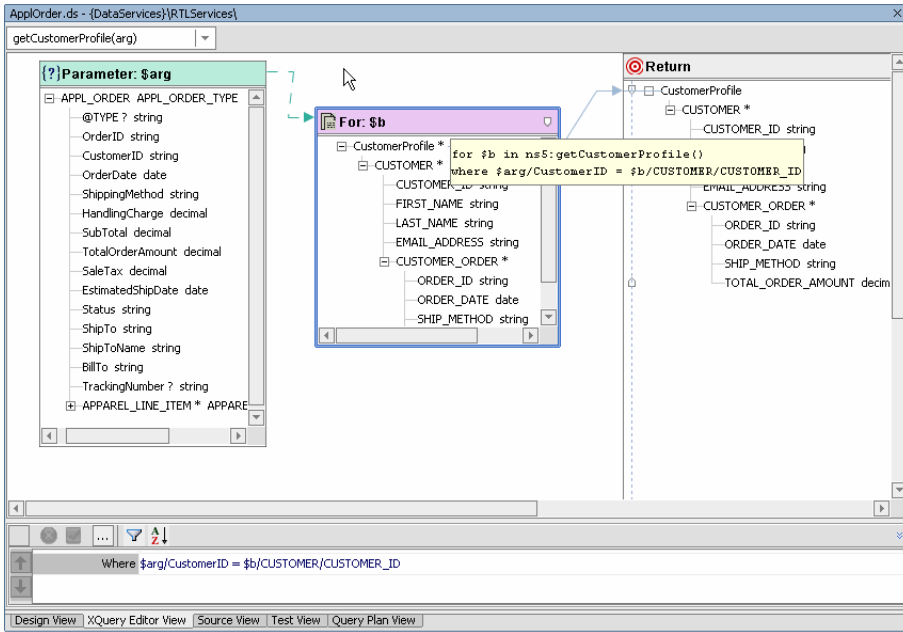 ApplOrder.ds - {DataServices}\RTLServices\
getCustomerProfile(arg)
{?}Parameter: $arg
APPL_ORDER APPL_ORDER_TYPE
@TYPE ? string
OrderID string
CustomerID string
OrderDate date
ShippingMethod string
HandlingCharge decimal
SubTotal decimal
TotalOrderAmount decimal
SaleTax decimal
EstimatedShipDate date
Status string
ShipTo string
ShipToName string
BillTo string
TrackingNumber ? string
APPAREL_LINE_ITEM * APPARE
For: $b
CustomerProfile *
CUSTOMER *
CUSTOMER_ID string
FIRST_NAME string
LAST_NAME string
EMAIL_ADDRESS string
CUSTOMER_ORDER *
ORDER_ID string
ORDER_DATE date
SHIP_METHOD string
for $b in ns5:getCustomerProfile()
where $arg/CustomerID = $b/CUSTOMER/CUSTOMER_ID
Return
CustomerProfile
CUSTOMER *
CUSTOMER_ID string
EMAIL_ADDRESS string
CUSTOMER_ORDER *
ORDER_ID string
ORDER_DATE date
SHIP_METHOD string
TOTAL_ORDER_AMOUNT decim
... A Z
Where $arg/CustomerID = $b/CUSTOMER/CUSTOMER_ID
Design View XQuery Editor View Source View Test View Query Plan View